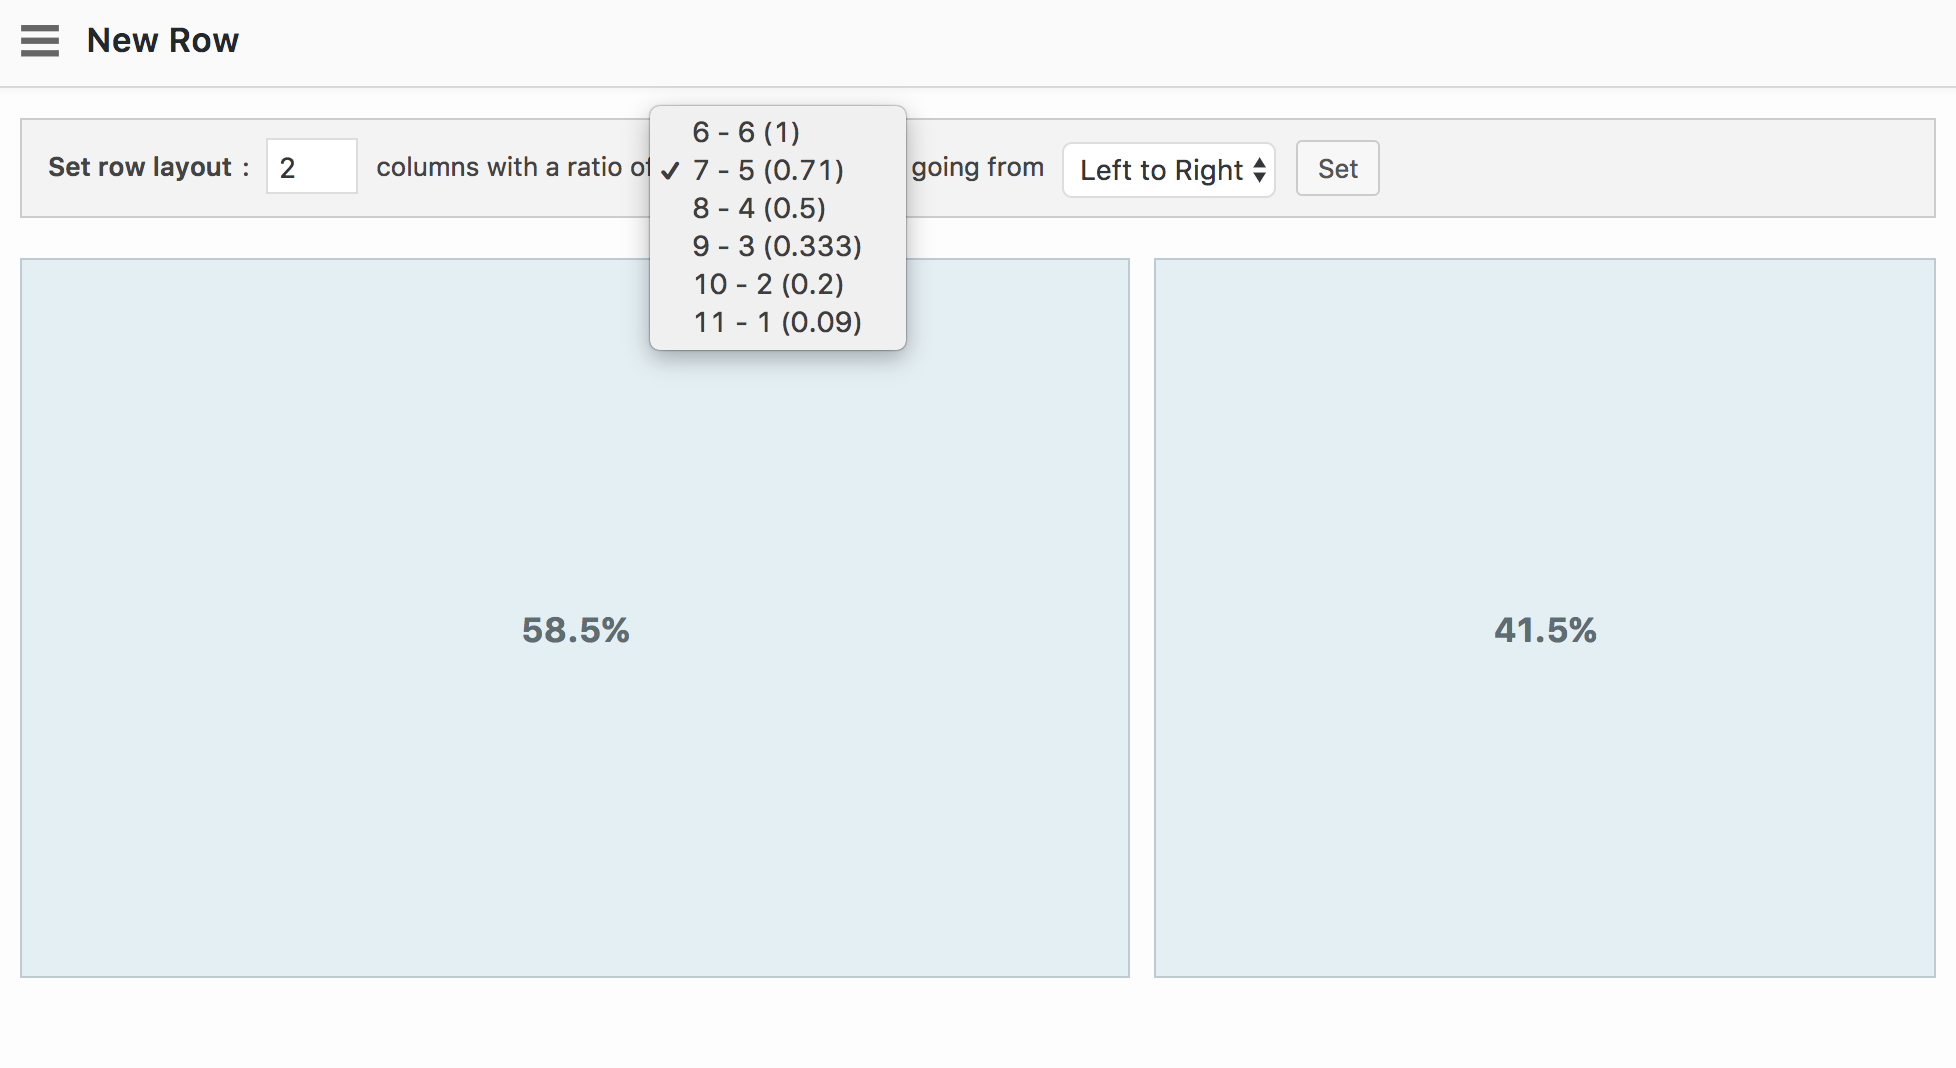 New Row
Set row layout : 2 columns with a ratio of going from Left to Right Set
6 - 6 (1)
✓ 7 - 5 (0.71)
8 - 4 (0.5)
9 - 3 (0.333)
10 - 2 (0.2)
11 - 1 (0.09)
58.5% 41.5%